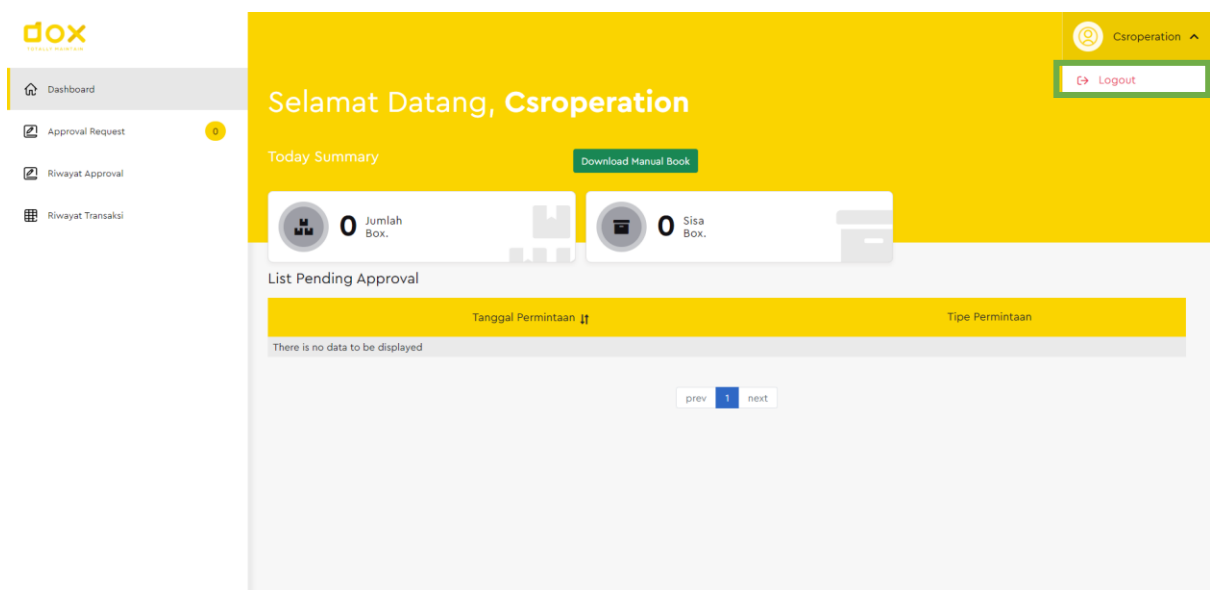 dox
TOTALLY MAINTAIN
Csroperation
Logout
Dashboard
Approval Request
0
Riwayat Approval
Riwayat Transaksi
Selamat Datang, Csroperation
Today Summary
Download Manual Book
0 Jumlah
Box.
0 Sisa
Box.
List Pending Approval
Tanggal Permintaan Tipe Permintaan
There is no data to be displayed
prev 1 next